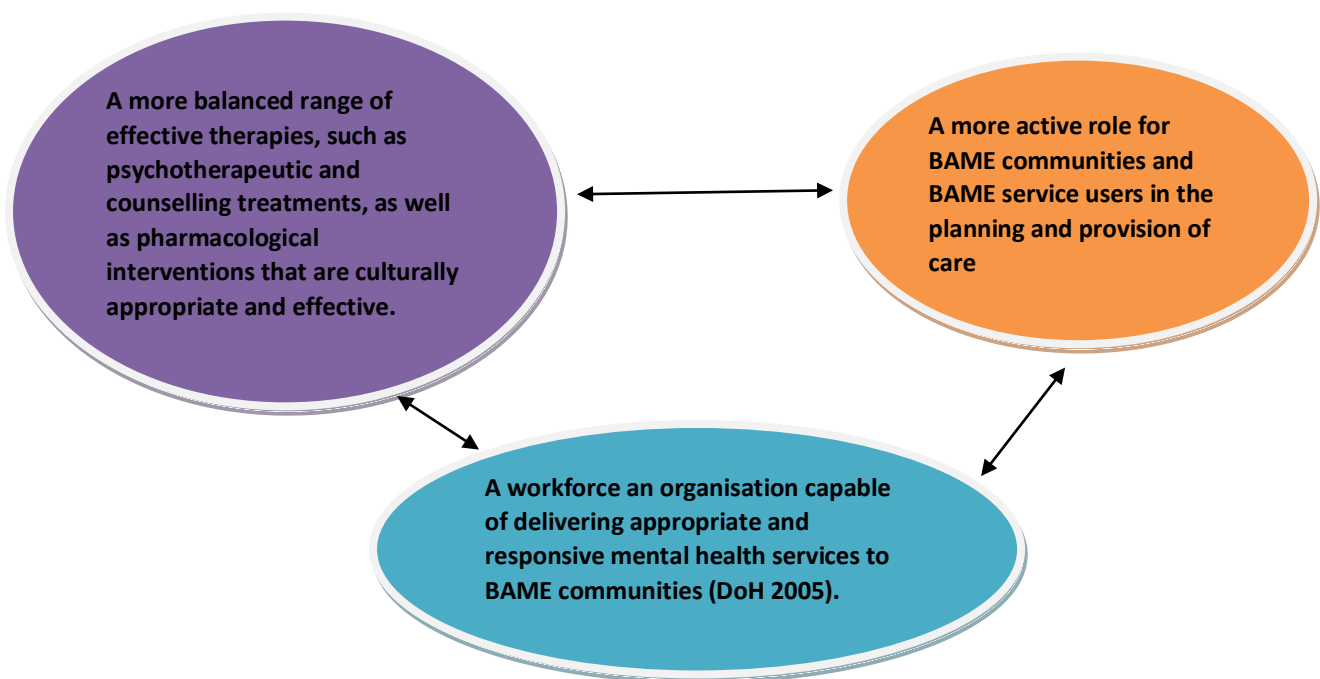 A more balanced range of
effective therapies, such as
psychotherapeutic and
counselling treatments, as well
as pharmacological
interventions that are culturally
appropriate and effective.
A more active role for
BAME communities and
BAME service users in the
planning and provision of
care
A workforce an organisation capable
of delivering appropriate and
responsive mental health services to
BAME communities (DoH 2005).